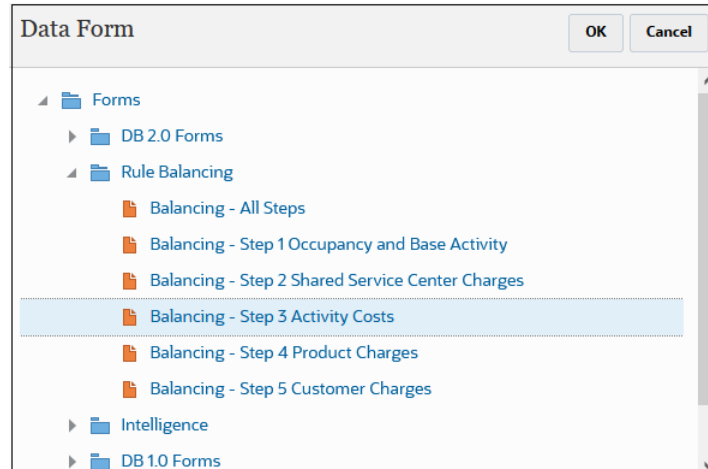 Data Form
OK
Cancel
Forms
DB 2.0 Forms
Rule Balancing
Balancing - All Steps
Balancing - Step 1 Occupancy and Base Activity
Balancing - Step 2 Shared Service Center Charges
Balancing - Step 3 Activity Costs
Balancing - Step 4 Product Charges
Balancing - Step 5 Customer Charges
Intelligence
DB 1.0 Forms